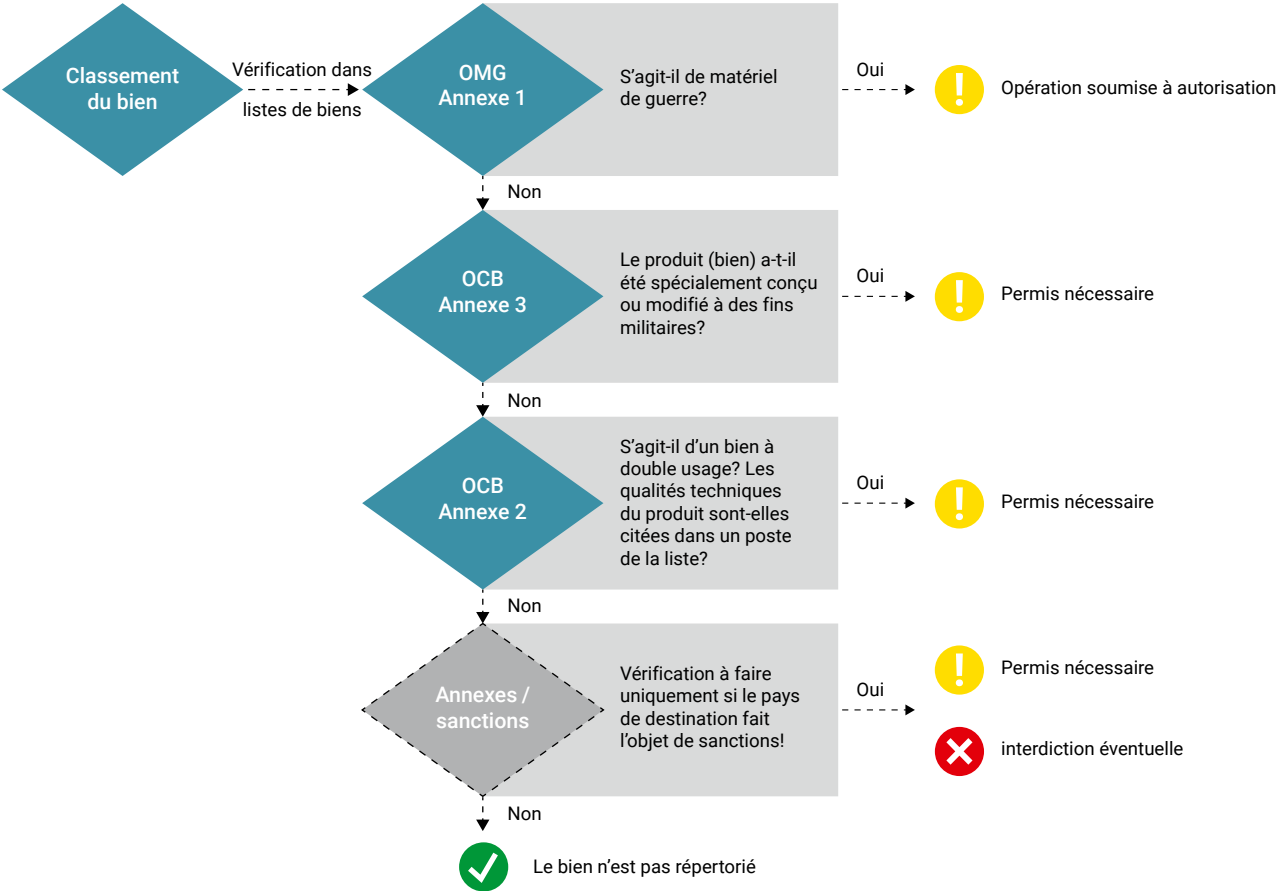 Classement
du bien
Vérification dans
listes de biens
OMG
Annexe 1
S’agit-il de matériel
de guerre?
Oui
Opération soumise à autorisation
Non
OCB
Annexe 3
Le produit (bien) a-t-il
été spécialement conçu
ou modifié à des fins
militaires?
Oui
Permis nécessaire
Non
OCB
Annexe 2
S’agit-il d’un bien à
double usage? Les
qualités techniques
du produit sont-elles
citées dans un poste
de la liste?
Oui
Permis nécessaire
Non
Annexes /
sanctions
Vérification à faire
uniquement si le pays
de destination fait
l’objet de sanctions!
Oui
Permis nécessaire
interdiction éventuelle
Non
Le bien n’est pas répertorié